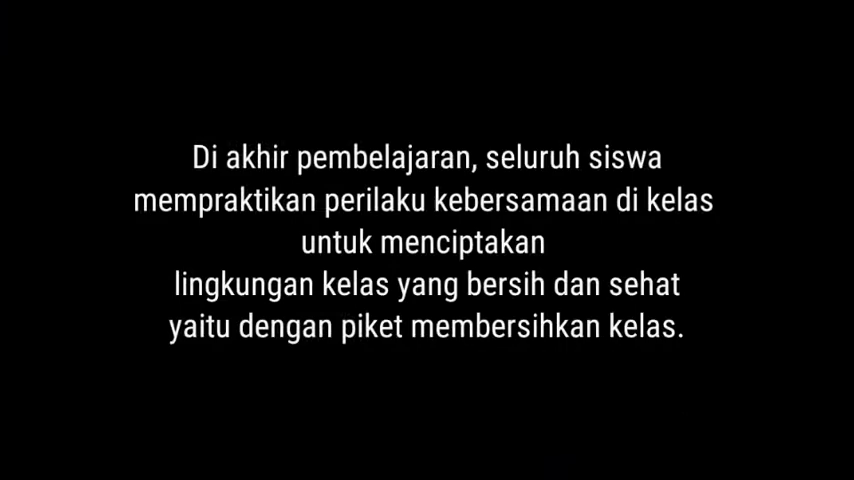 Di akhir pembelajaran, seluruh siswa
mempraktikan perilaku kebersamaan di kelas
untuk menciptakan
lingkungan kelas yang bersih dan sehat
yaitu dengan piket membersihkan kelas.